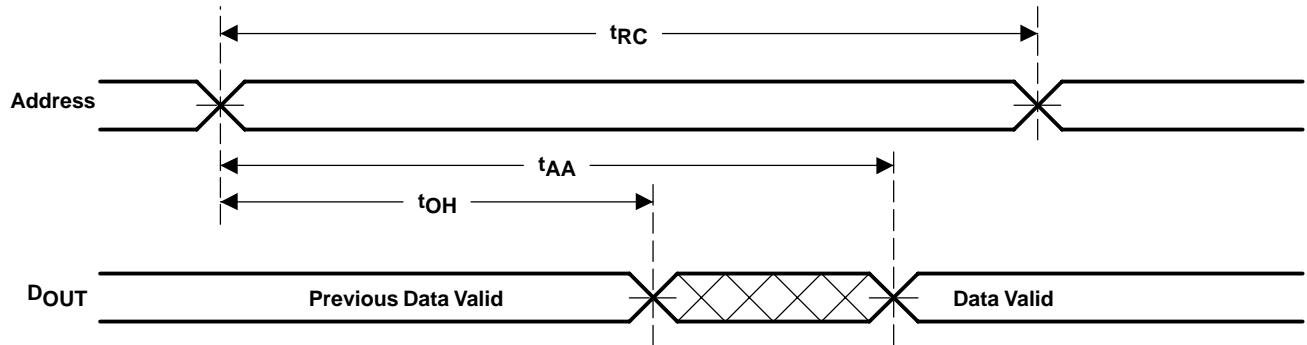 tRC
Address
tAA
tOH
DOUT
Previous Data Valid
Data Valid